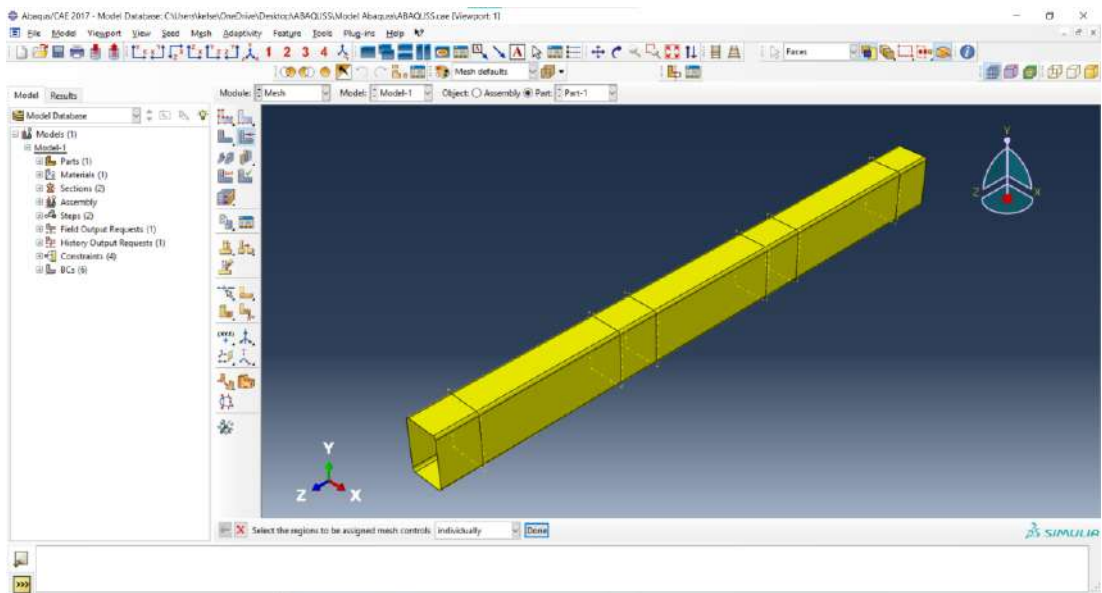 Abaqus/CAE 2017 - Model Database: C:\Users\kelse\OneDrive\Desktop\ABAQUSS\Model Abaquss\ABAQUSS.cae [Viewport: 1]
File Model Viewport View Seed Mesh Adaptivity Feature Tools Plug-ins Help
1 2 3 4 A Faces
Mesh defaults
Model Results
Module: Mesh Model: Model-1 Object: Assembly Part: Part-1
Model Database
Models (1)
Model-1
Parts (1)
Materials (1)
Sections (2)
Assembly
Steps (2)
Field Output Requests (1)
History Output Requests (1)
Constraints (4)
BCs (6)
Y
Z X
Y
Z X
Select the regions to be assigned mesh controls individually Done
SIMULIA
>>>